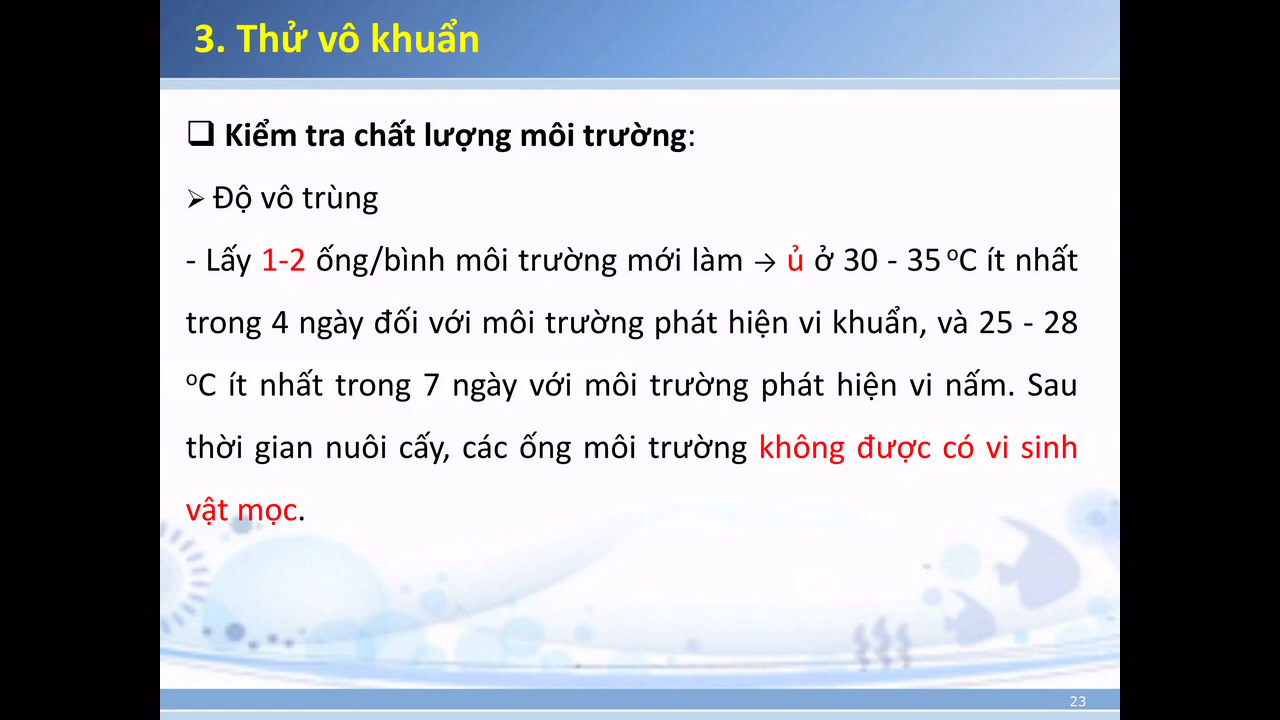 3. Thử vô khuẩn
❑ Kiểm tra chất lượng môi trường:
➢ Độ vô trùng
- Lấy 1-2 ống/bình môi trường mới làm → ủ ở 30 - 35 ºC ít nhất
trong 4 ngày đối với môi trường phát hiện vi khuẩn, và 25 - 28
ºC ít nhất trong 7 ngày với môi trường phát hiện vi nấm. Sau
thời gian nuôi cấy, các ống môi trường không được có vi sinh
vật mọc.
23